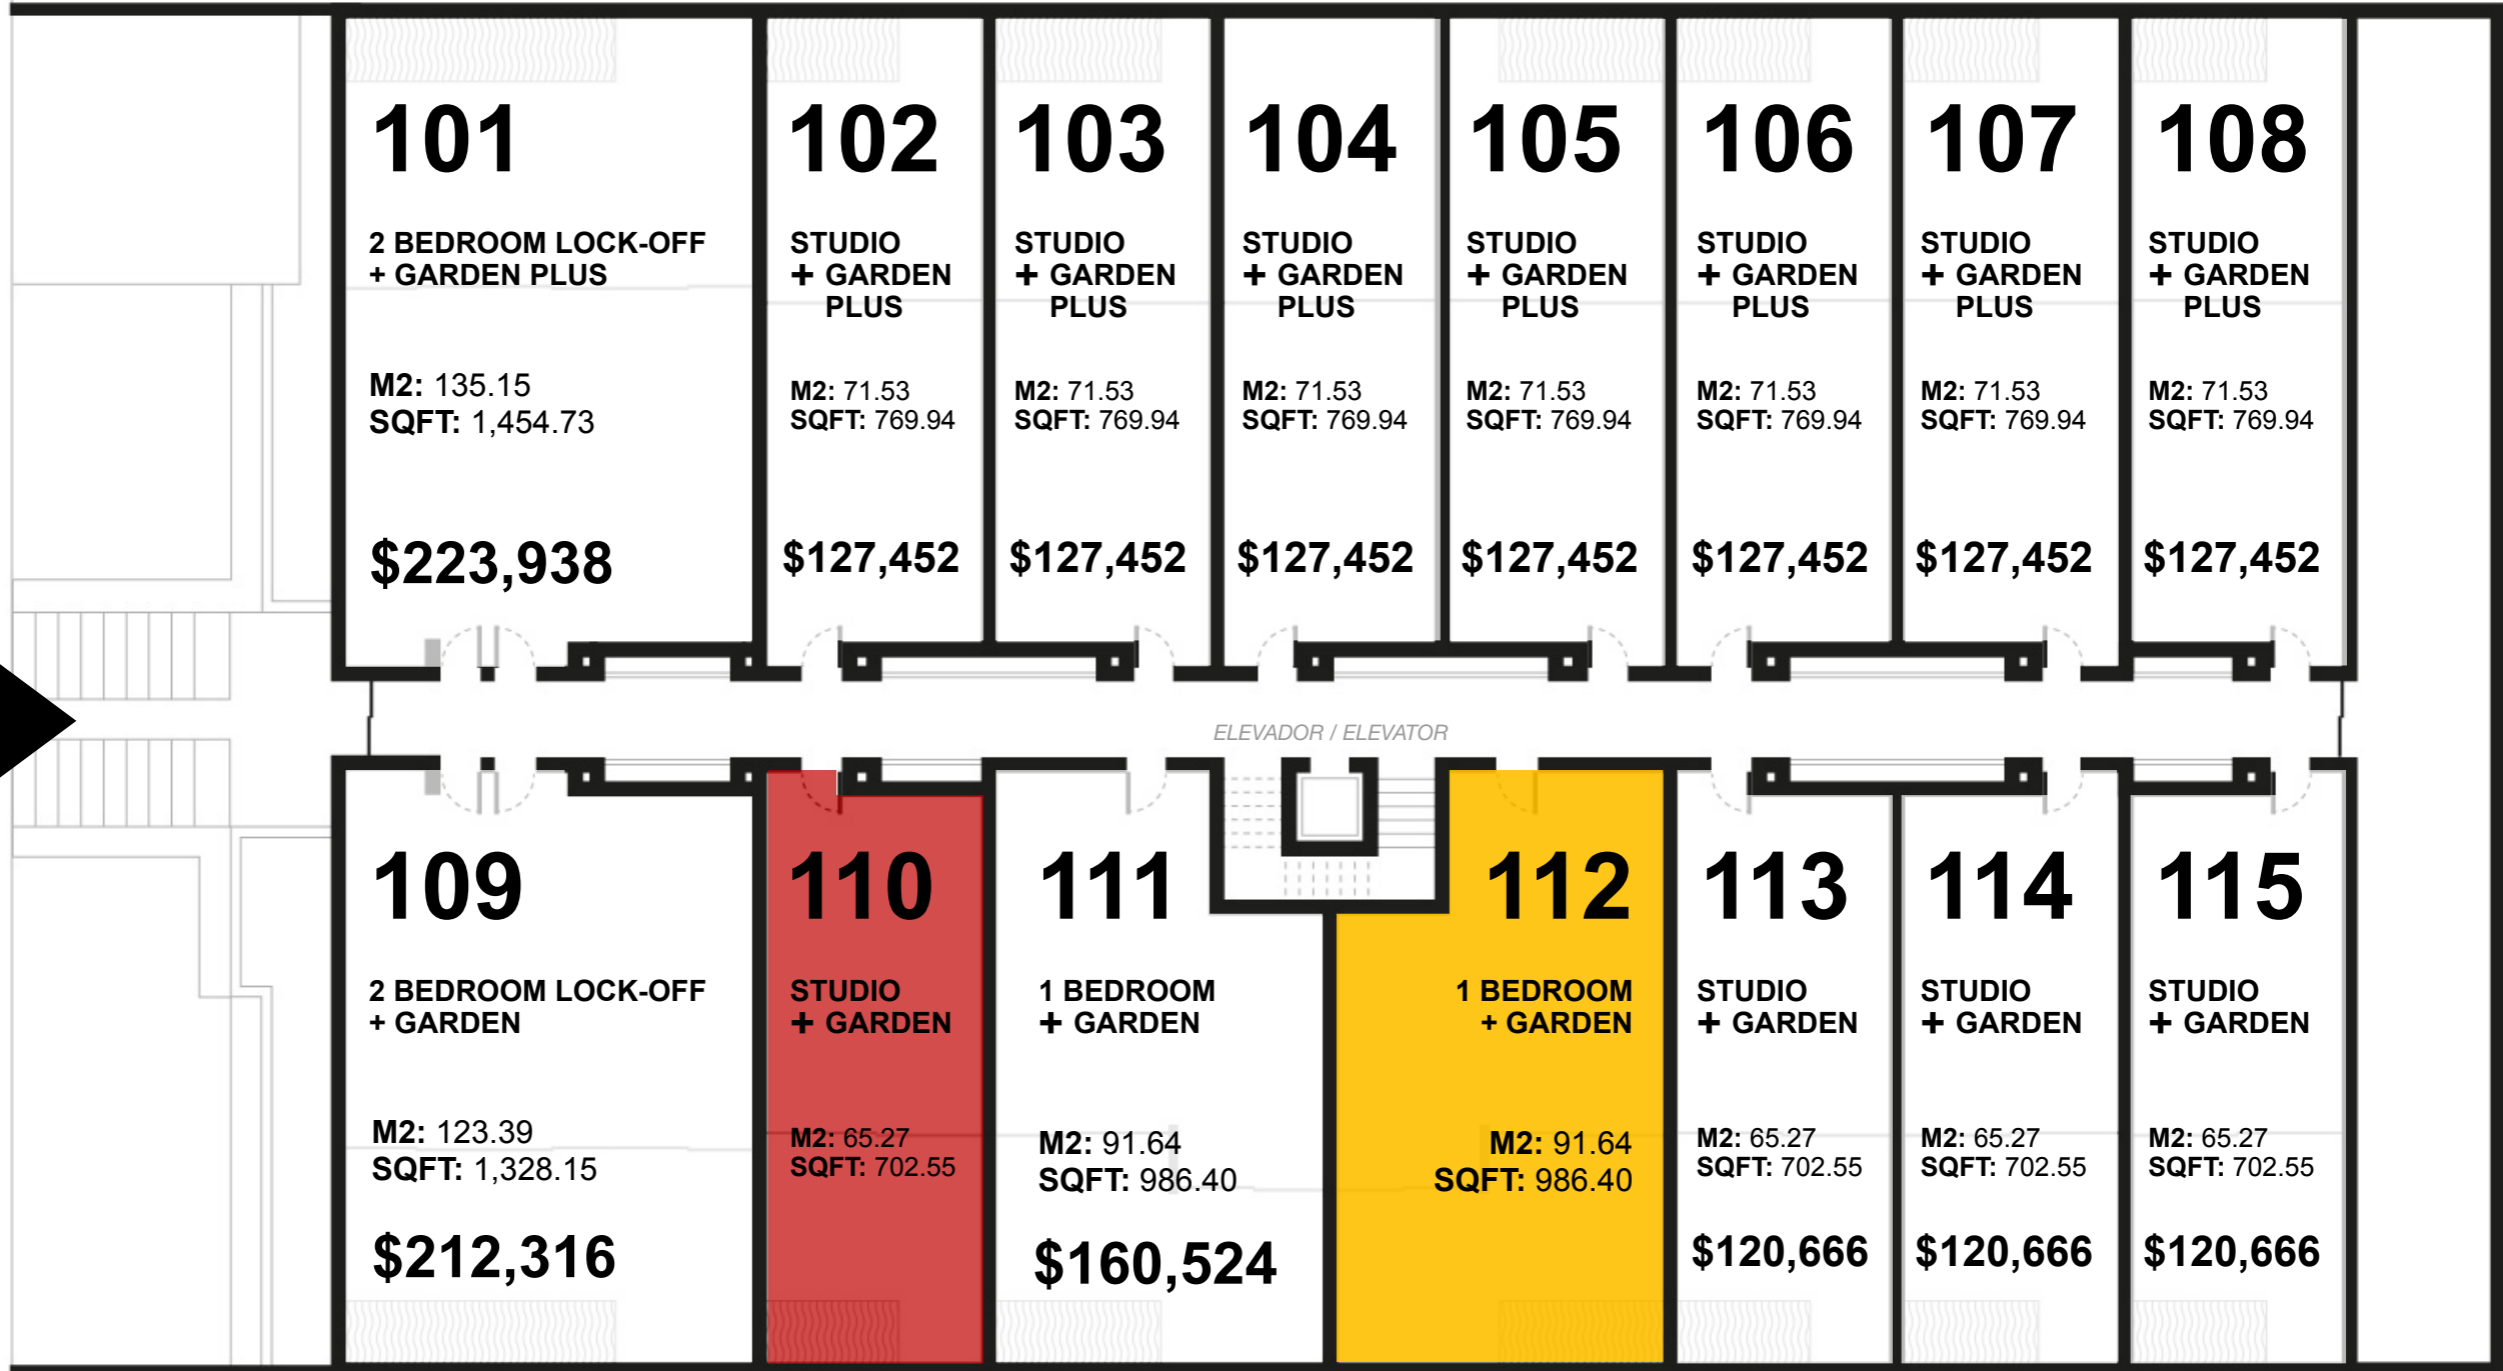 101
2 BEDROOM LOCK-OFF
+ GARDEN PLUS
M2: 135.15
SQFT: 1,454.73
$223,938
102
STUDIO
+ GARDEN
PLUS
M2: 71.53
SQFT: 769.94
$127,452
103
STUDIO
+ GARDEN
PLUS
M2: 71.53
SQFT: 769.94
$127,452
104
STUDIO
+ GARDEN
PLUS
M2: 71.53
SQFT: 769.94
$127,452
105
STUDIO
+ GARDEN
PLUS
M2: 71.53
SQFT: 769.94
$127,452
106
STUDIO
+ GARDEN
PLUS
M2: 71.53
SQFT: 769.94
$127,452
107
STUDIO
+ GARDEN
PLUS
M2: 71.53
SQFT: 769.94
$127,452
108
STUDIO
+ GARDEN
PLUS
M2: 71.53
SQFT: 769.94
$127,452
ELEVADOR / ELEVATOR
109
2 BEDROOM LOCK-OFF
+ GARDEN
M2: 123.39
SQFT: 1,328.15
$212,316
110
STUDIO
+ GARDEN
M2: 65.27
SQFT: 702.55
111
1 BEDROOM
+ GARDEN
M2: 91.64
SQFT: 986.40
$160,524
112
1 BEDROOM
+ GARDEN
M2: 91.64
SQFT: 986.40
113
STUDIO
+ GARDEN
M2: 65.27
SQFT: 702.55
$120,666
114
STUDIO
+ GARDEN
M2: 65.27
SQFT: 702.55
$120,666
115
STUDIO
+ GARDEN
M2: 65.27
SQFT: 702.55
$120,666